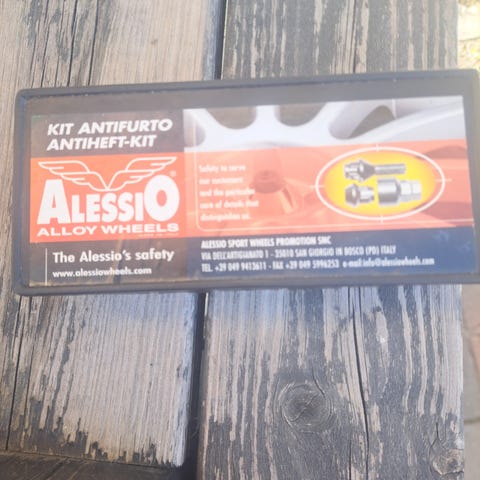 KIT ANTIFURTO
ANTIHEFT-KIT
ALESSIO®
ALLOY WHEELS
The Alessio's safety
www.alessiowheels.com
Safety to serve
our customers
and the particular
care of details that
distinguishes us.
ALESSIO SPORT WHEELS PROMOTION SNC
VIA DELL'ARTIGIANATO 1 - 35010 SAN GIORGIO IN BOSCO (PD) ITALY
TEL. +39 049 9413611 - FAX +39 049 5996253 e-mail:info@alessiowheels.com